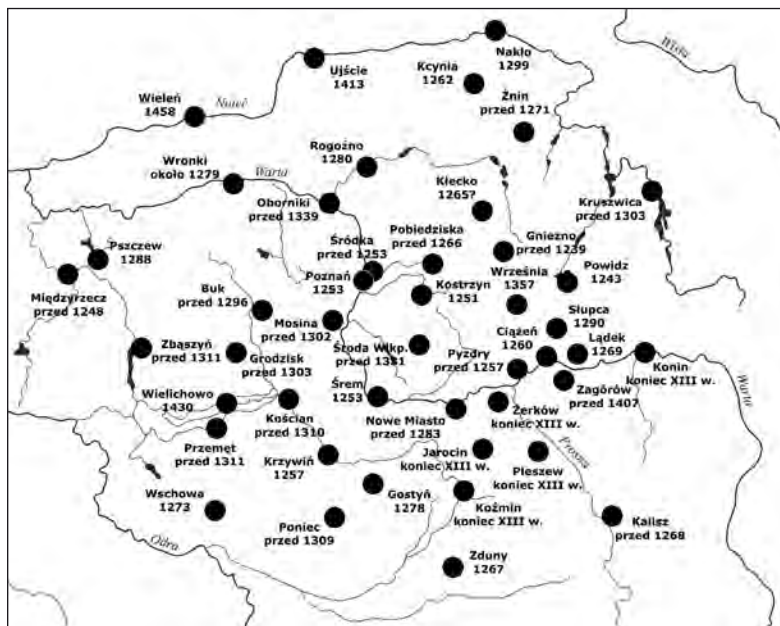 Nakło
1299
Wisła
Ujście
1413
Kcynia
1262
Żnin
przed 1271
Wieleń
1458
Noteć
Rogoźno
1280
Wronki
około 1279
Warta
Kłecko
1265?
Oborniki
przed 1339
Kruszwica
przed 1303
Pobiedziska
przed 1266
Gniezno
przed 1239
Pszczew
1288
Śródka
przed 1253
Poznań
1253
Powidz
1243
Międzyrzecz
przed 1248
Buk
przed 1296
Kostrzyn
1251
Września
1357
Mosina
1302
Słupca
1290
Zbąszyń
przed 1311
Grodzisk
przed 1303
Środa Wlkp.
przed 1331
Ciążeń
1260
Lądek
1269
Pyzdry
przed 1257
Konin
koniec XIII w.
Warta
Wielichowo
1430
Śrem
1253
Zagórów
przed 1407
Kościan
przed 1310
Nowe Miasto
przed 1283
Żerków
koniec XIII w.
Przemęt
przed 1311
Prosna
Krzywiń
1257
Jarocin
koniec XIII w.
Pleszew
koniec XIII w.
Wschowa
1273
Gostyń
1278
Koźmin
koniec XIII w.
Poniec
przed 1309
Kalisz
przed 1268
Odra
Zduny
1267